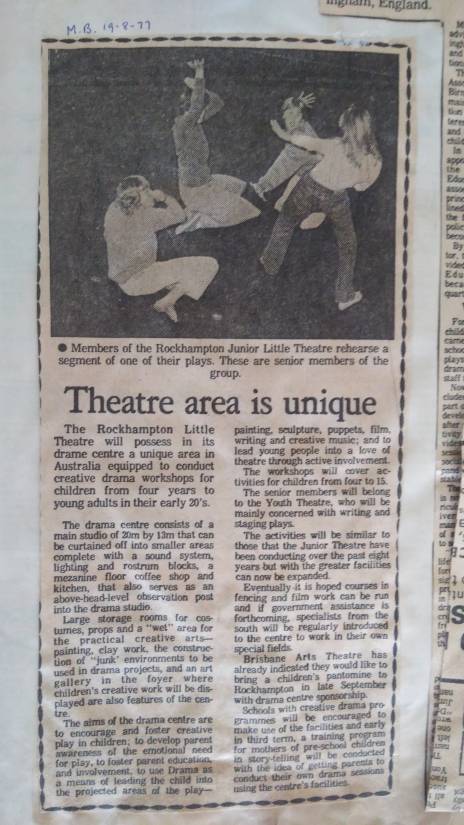 M.B. 19-8-77
ingham, England.
● Members of the Rockhampton Junior Little Theatre rehearse a
segment of one of their plays. These are senior members of the
group.
Theatre area is unique
The Rockhampton Little
Theatre will possess in its
drame centre a unique area in
Australia equipped to conduct
creative drama workshops for
children from four years to
young adults in their early 20's.
The drama centre consists of a
main studio of 20m by 13m that can
be curtained off into smaller areas
complete with a sound system,
lighting and rostrum blocks, a
mezanine floor coffee shop and
kitchen, that also serves as an
above-head-level observation post
into the drama studio.
Large storage rooms for cos-
tumes, props and a "wet" area for
the practical creative arts—
painting, clay work, the construc-
tion of "junk" environments to be
used in drama projects, and an art
gallery in the foyer where
children's creative work will be dis-
played are also features of the cen-
tre.
The aims of the drama centre are
to encourage and foster creative
play in children; to develop parent
awareness of the emotional need
for play, to foster parent education,
and involvement, to use Drama as
a means of leading the child into
the projected areas of the play—
painting, sculpture, puppets, film,
writing and creative music; and to
lead young people into a love of
theatre through active involvement.
The workshops will cover ac-
tivities for children from four to 15.
The senior members will belong
to the Youth Theatre, who will be
mainly concerned with writing and
staging plays.
The activities will be similar to
those that the Junior Theatre have
been conducting over the past eight
years but with the greater facilities
can now be expanded.
Eventually it is hoped courses in
fencing and film work can be run
and if government assistance is
forthcoming, specialists from the
south will be regularly introduced
to the centre to work in their own
special fields.
Brisbane Arts Theatre has
already indicated they would like to
bring a children's pantomine to
Rockhampton in late September
with drama centre sponsorship.
Schools with creative drama pro-
grammes will be encouraged to
make use of the facilities and early
in third term, a training program
for mothers of pre-school children
in story-telling will be conducted
with the idea of getting parents to
conduct their own drama sessions
using the centre's facilities.